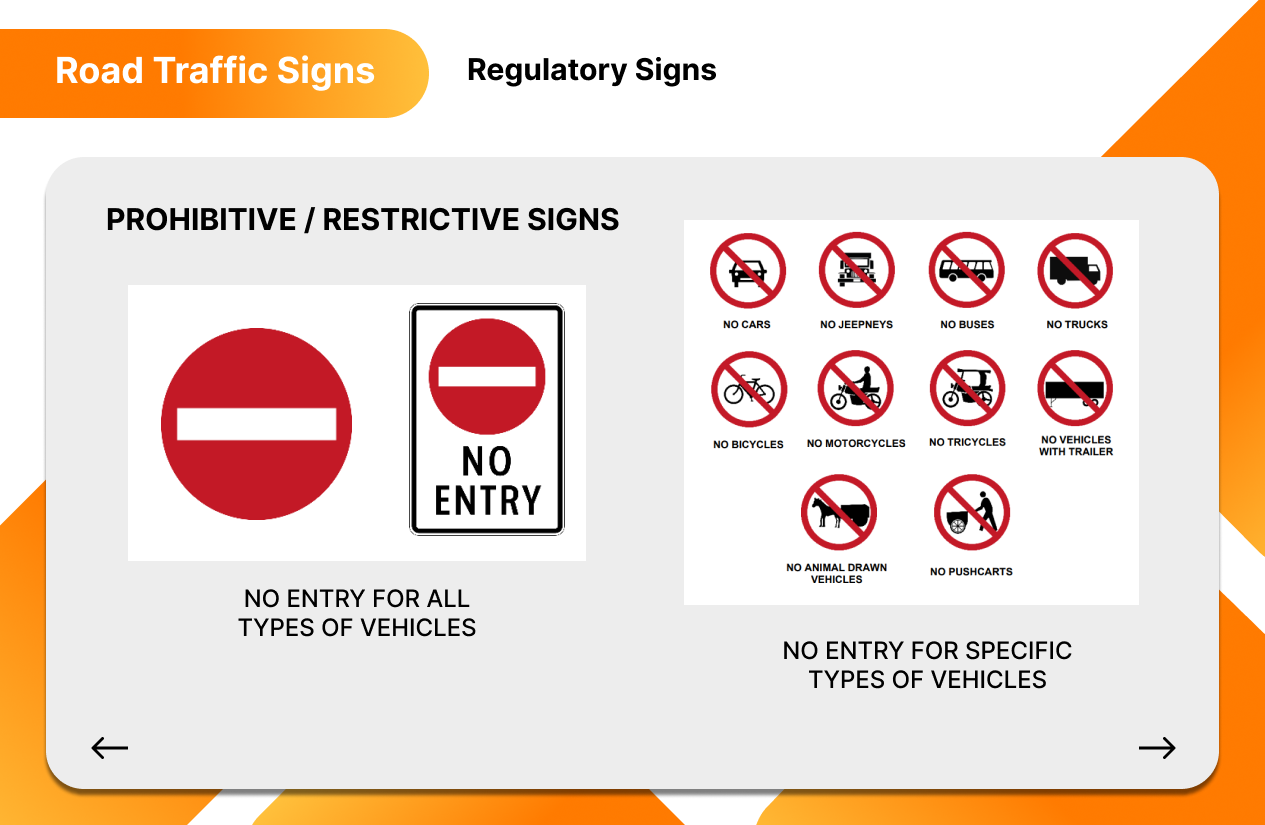 Road Traffic Signs
Regulatory Signs
PROHIBITIVE / RESTRICTIVE SIGNS
NO
ENTRY
NO ENTRY FOR ALL
TYPES OF VEHICLES
NO CARS
NO JEEPNEYS
NO BUSES
NO TRUCKS
NO BICYCLES
NO MOTORCYCLES
NO TRICYCLES
NO VEHICLES
WITH TRAILER
NO ANIMAL DRAWN
VEHICLES
NO PUSHCARTS
NO ENTRY FOR SPECIFIC
TYPES OF VEHICLES